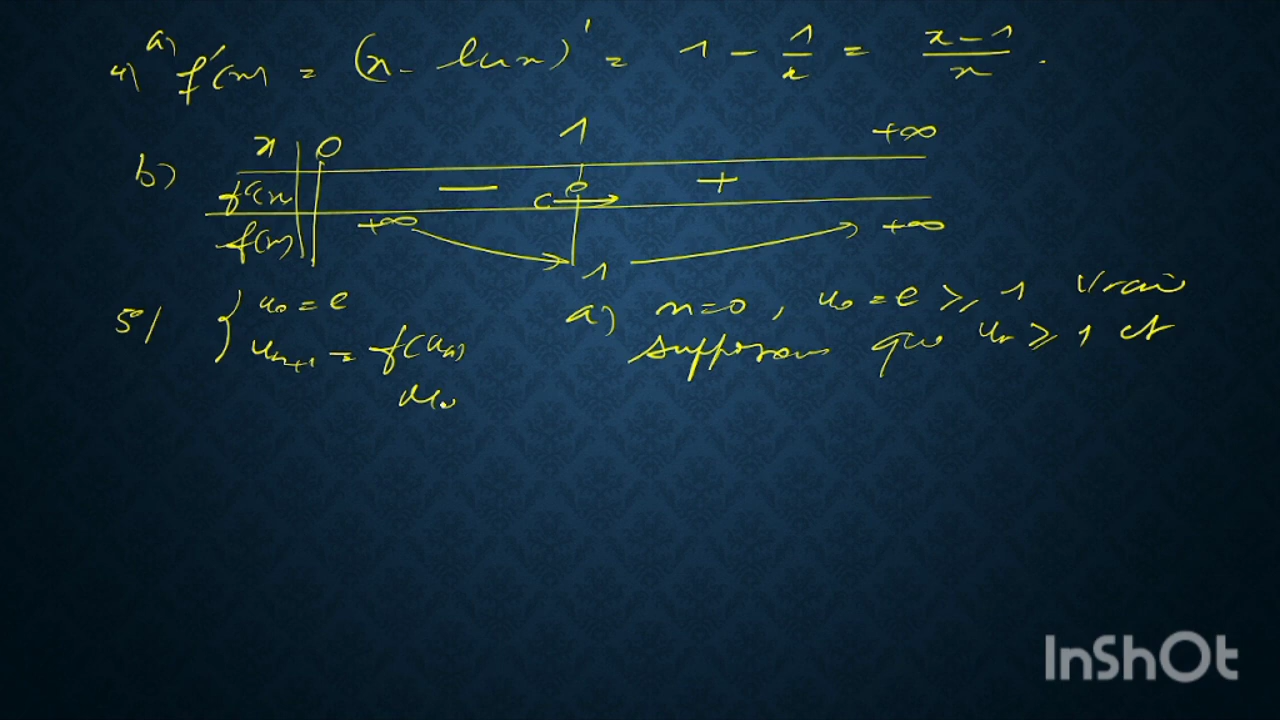 4) a) f'(x) = (x - ln x)' = 1 - 1/x = (x-1)/x .
b) x | 0 1 +∞
f'(x) - 0 +
f(x) +∞ 1 +∞
5°/ { u₀ = e
uₙ₊₁ = f(uₙ)
a) n=0, u₀ = e ≥ 1 vrai
supposons que uₙ ≥ 1 et
InShOt